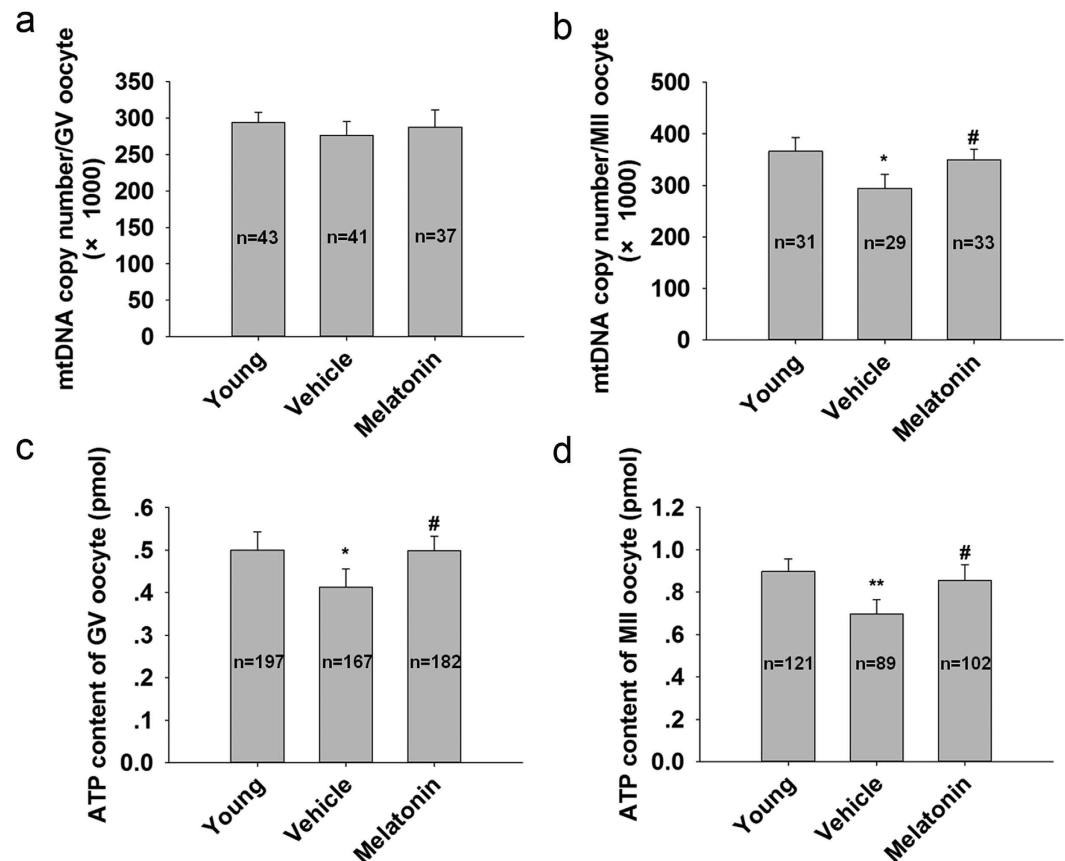 a
mtDNA copy number/GV oocyte
(× 1000)
350
300
250
200
150
100
50
0
n=43
n=41
n=37
Young
Vehicle
Melatonin
b
mtDNA copy number/MII oocyte
(× 1000)
500
400
300
200
100
0
*
#
n=31
n=29
n=33
Young
Vehicle
Melatonin
c
ATP content of GV oocyte (pmol)
.6
.5
.4
.3
.2
.1
0.0
*
#
n=197
n=167
n=182
Young
Vehicle
Melatonin
d
ATP content of MII oocyte (pmol)
1.2
1.0
.8
.6
.4
.2
0.0
**
#
n=121
n=89
n=102
Young
Vehicle
Melatonin